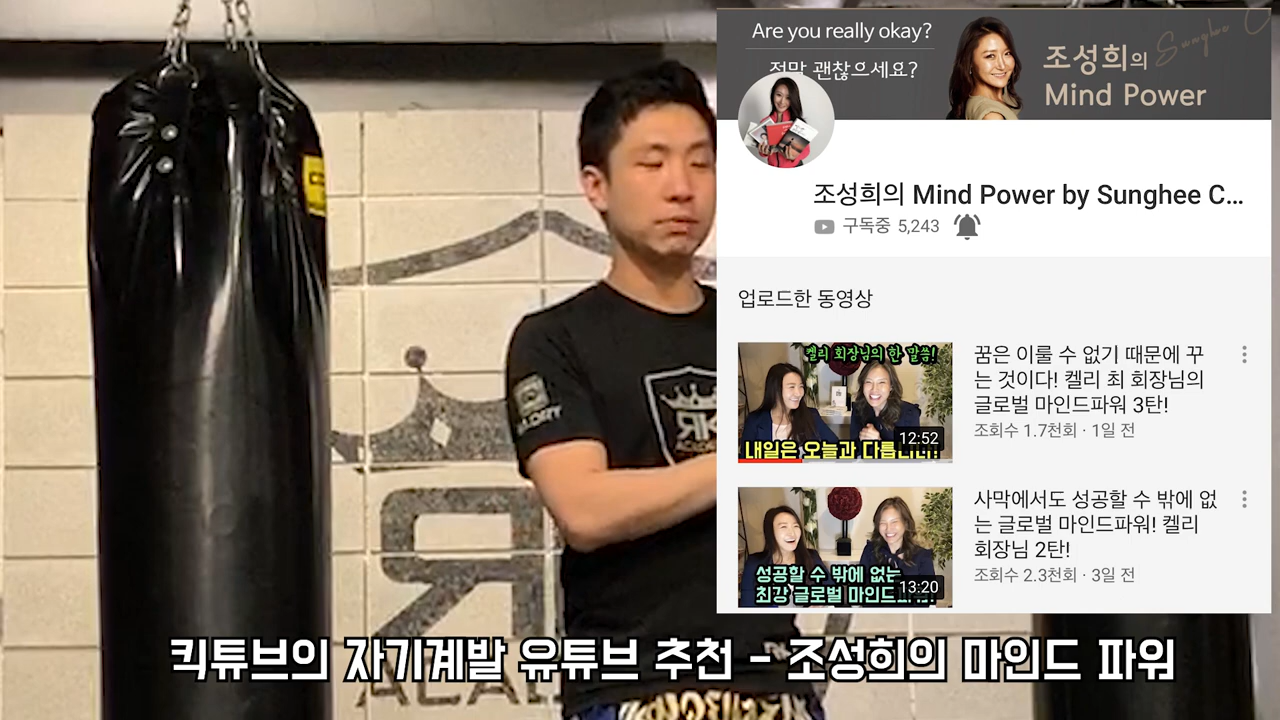 Are you really okay?
정말 괜찮으세요?
조성희의
Mind Power
조성희의 Mind Power by Sunghee C...
구독중 5,243
업로드한 동영상
켈리 회장님의 한 말씀!
내일은 오늘과 다릅니다!
12:52
꿈은 이룰 수 없기 때문에 꾸
는 것이다! 켈리 최 회장님의
글로벌 마인드파워 3탄!
조회수 1.7천회 · 1일 전
성공할 수 밖에 없는
최강 글로벌 마인드파워!
13:20
사막에서도 성공할 수 밖에 없
는 글로벌 마인드파워! 켈리
회장님 2탄!
조회수 2.3천회 · 3일 전
킥튜브의 자기계발 유튜브 추천 - 조성희의 마인드 파워